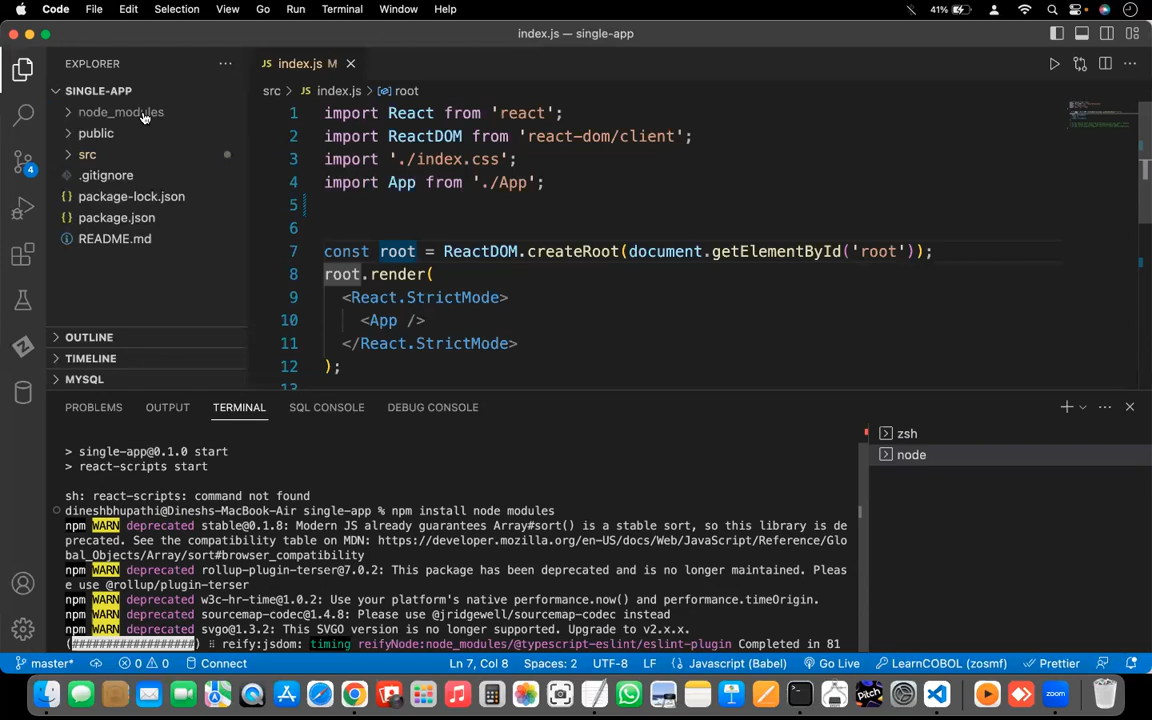 Code File Edit Selection View Go Run Terminal Window Help 41%
index.js — single-app
EXPLORER
index.js M
SINGLE-APP
src > index.js > root
node_modules
public
src
.gitignore
package-lock.json
package.json
README.md
OUTLINE
TIMELINE
MYSQL
4
1 import React from 'react';
2 import ReactDOM from 'react-dom/client';
3 import './index.css';
4 import App from './App';
5
6
7 const root = ReactDOM.createRoot(document.getElementById('root'));
8 root.render(
9 <React.StrictMode>
10 <App />
11 </React.StrictMode>
12 );
13
PROBLEMS OUTPUT TERMINAL SQL CONSOLE DEBUG CONSOLE
zsh
node
> single-app@0.1.0 start
> react-scripts start
sh: react-scripts: command not found
dineshbhupathi@Dineshs-MacBook-Air single-app % npm install node modules
npm WARN deprecated stable@0.1.8: Modern JS already guarantees Array#sort() is a stable sort, so this library is de
precated. See the compatibility table on MDN: https://developer.mozilla.org/en-US/docs/Web/JavaScript/Reference/Glo
bal_Objects/Array/sort#browser_compatibility
npm WARN deprecated rollup-plugin-terser@7.0.2: This package has been deprecated and is no longer maintained. Pleas
e use @rollup/plugin-terser
npm WARN deprecated w3c-hr-time@1.0.2: Use your platform's native performance.now() and performance.timeOrigin.
npm WARN deprecated sourcemap-codec@1.4.8: Please use @jridgewell/sourcemap-codec instead
npm WARN deprecated svgo@1.3.2: This SVGO version is no longer supported. Upgrade to v2.x.x.
(##################) ⠿ reify:jsdom: timing reifyNode:node_modules/@typescript-eslint/eslint-plugin Completed in 81
master* 0 0 Connect Ln 7, Col 8 Spaces: 2 UTF-8 LF Javascript (Babel) Go Live LearnCOBOL (zosmf) Prettier
Pitch
zoom